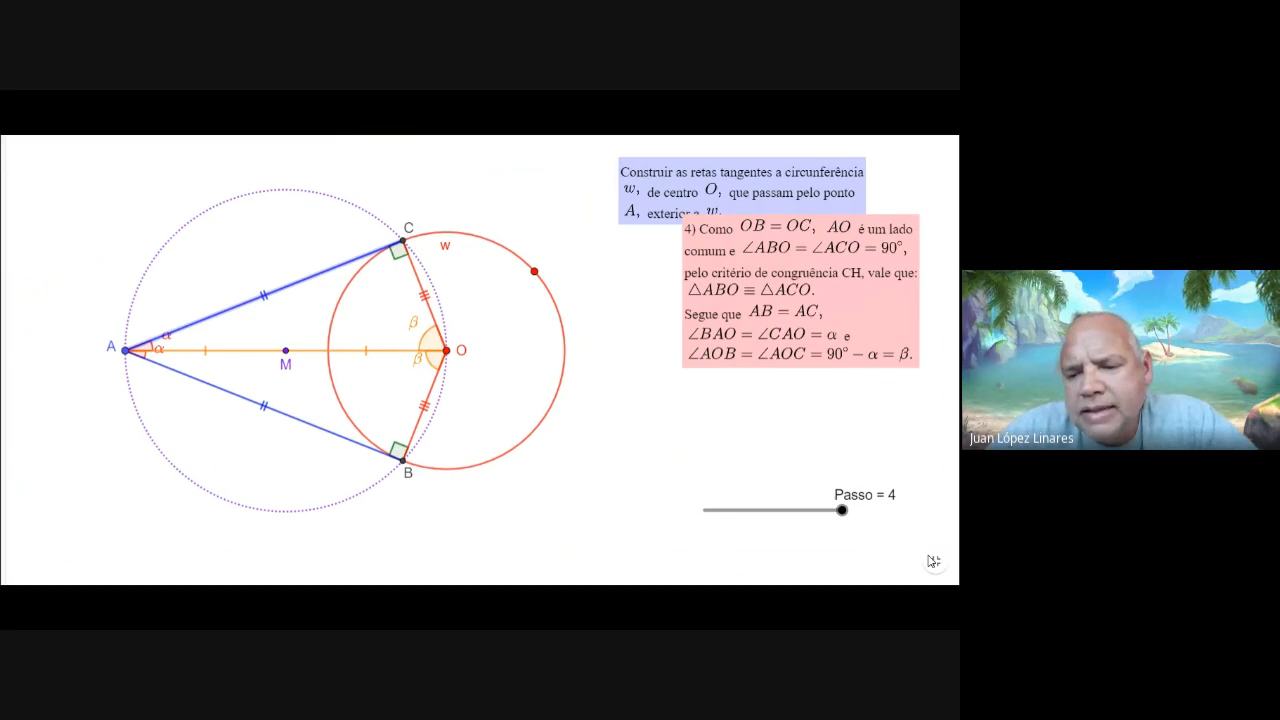 Construir as retas tangentes a circunferência
w, de centro O, que passam pelo ponto
A, exterior a w.
4) Como OB = OC, AO é um lado
comum e ∠ABO = ∠ACO = 90°,
pelo critério de congruência CH, vale que:
△ABO ≡ △ACO.
Segue que AB = AC,
∠BAO = ∠CAO = α e
∠AOB = ∠AOC = 90° − α = β.
C
w
β
α
A
α
O
M
β
B
Passo = 4
Juan López Linares